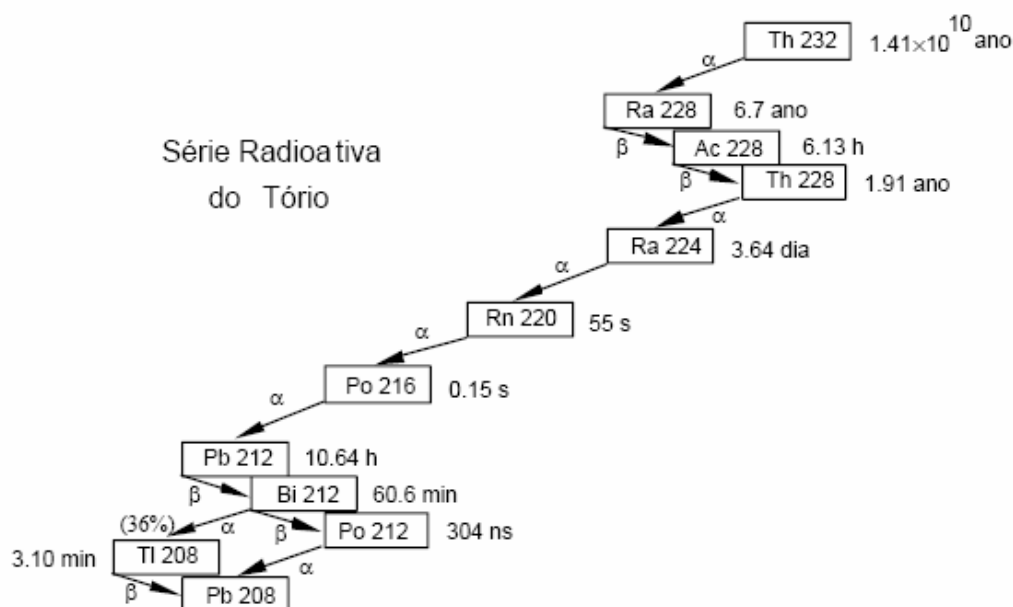 Th 232 1.41×10^10 ano
α
Ra 228 6.7 ano
β Ac 228 6.13 h
β Th 228 1.91 ano
Série Radioativa
do Tório
α
Ra 224 3.64 dia
α
Rn 220 55 s
α
Po 216 0.15 s
α
Pb 212 10.64 h
β Bi 212 60.6 min
(36%) α β Po 212 304 ns
3.10 min Tl 208
α
β Pb 208